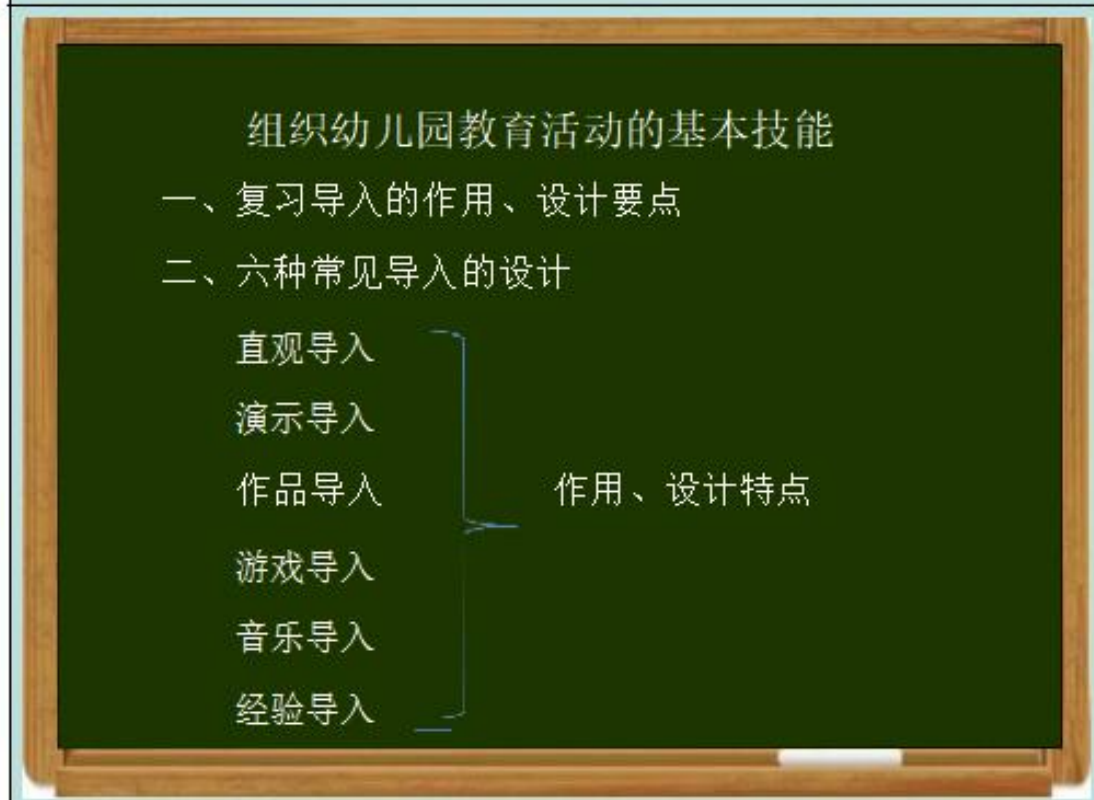 组织幼儿园教育活动的基本技能
一、复习导入的作用、设计要点
二、六种常见导入的设计
直观导入
演示导入
作品导入
作用、设计特点
游戏导入
音乐导入
经验导入